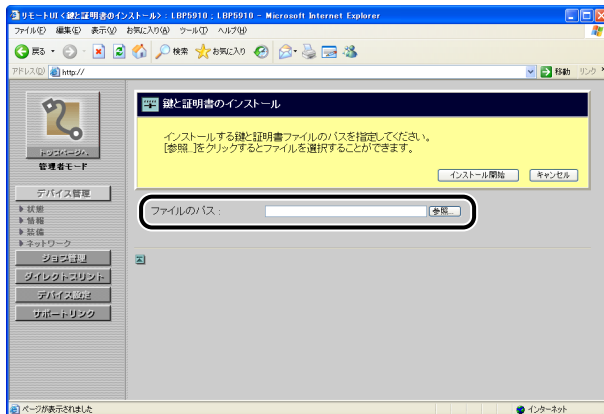 リモートUI <鍵と証明書のインストール> : LBP5910 ; LBP5910 - Microsoft Internet Explorer
ファイル(F) 編集(E) 表示(V) お気に入り(A) ツール(T) ヘルプ(H)
戻る 検索 お気に入り
アドレス(D) http:// 移動 リンク
鍵と証明書のインストール
インストールする鍵と証明書ファイルのパスを指定してください。
[参照...]をクリックするとファイルを選択することができます。
インストール開始 キャンセル
トップページへ
管理者モード
デバイス管理
状態
情報
装備
ネットワーク
ジョブ管理
ダイレクトプリント
デバイス設定
サポートリンク
ファイルのパス :
参照...
ページが表示されました インターネット